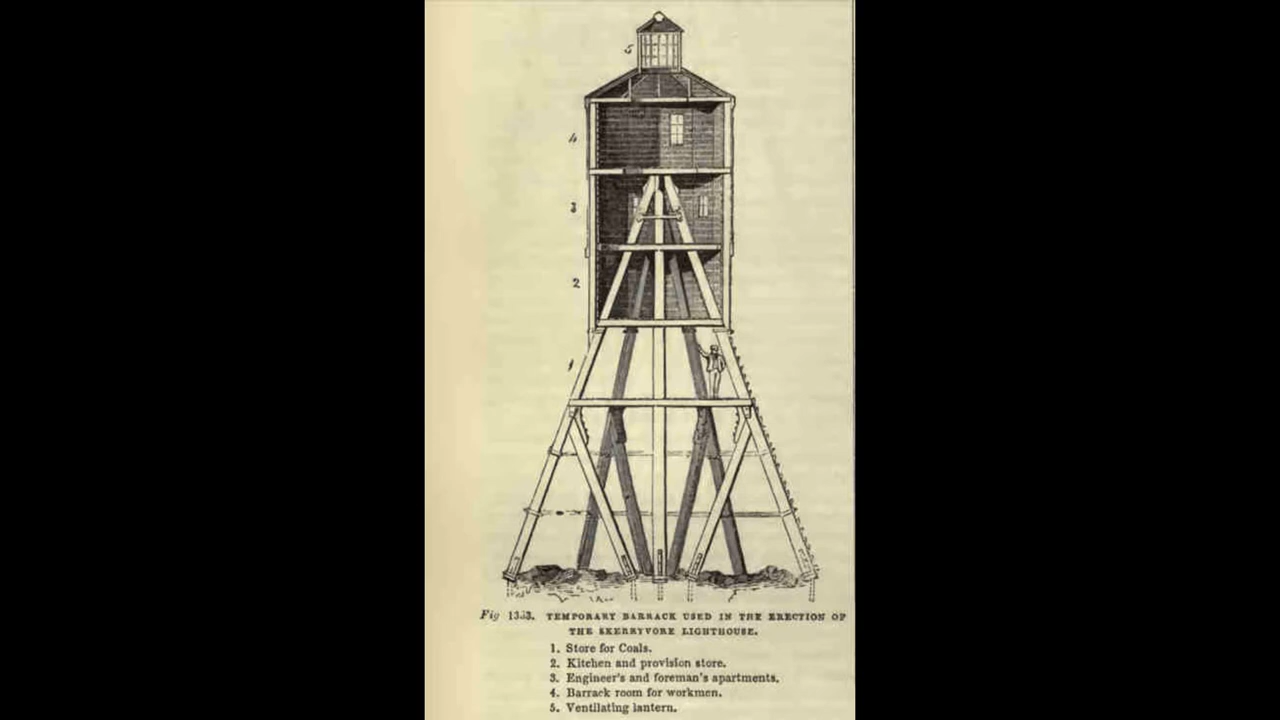 5
4
3
2
1
Fig 1333. TEMPORARY BARRACK USED IN THE ERECTION OF
THE SKERRYVORE LIGHTHOUSE.
1. Store for Coals.
2. Kitchen and provision store.
3. Engineer's and foreman's apartments.
4. Barrack room for workmen.
5. Ventilating lantern.